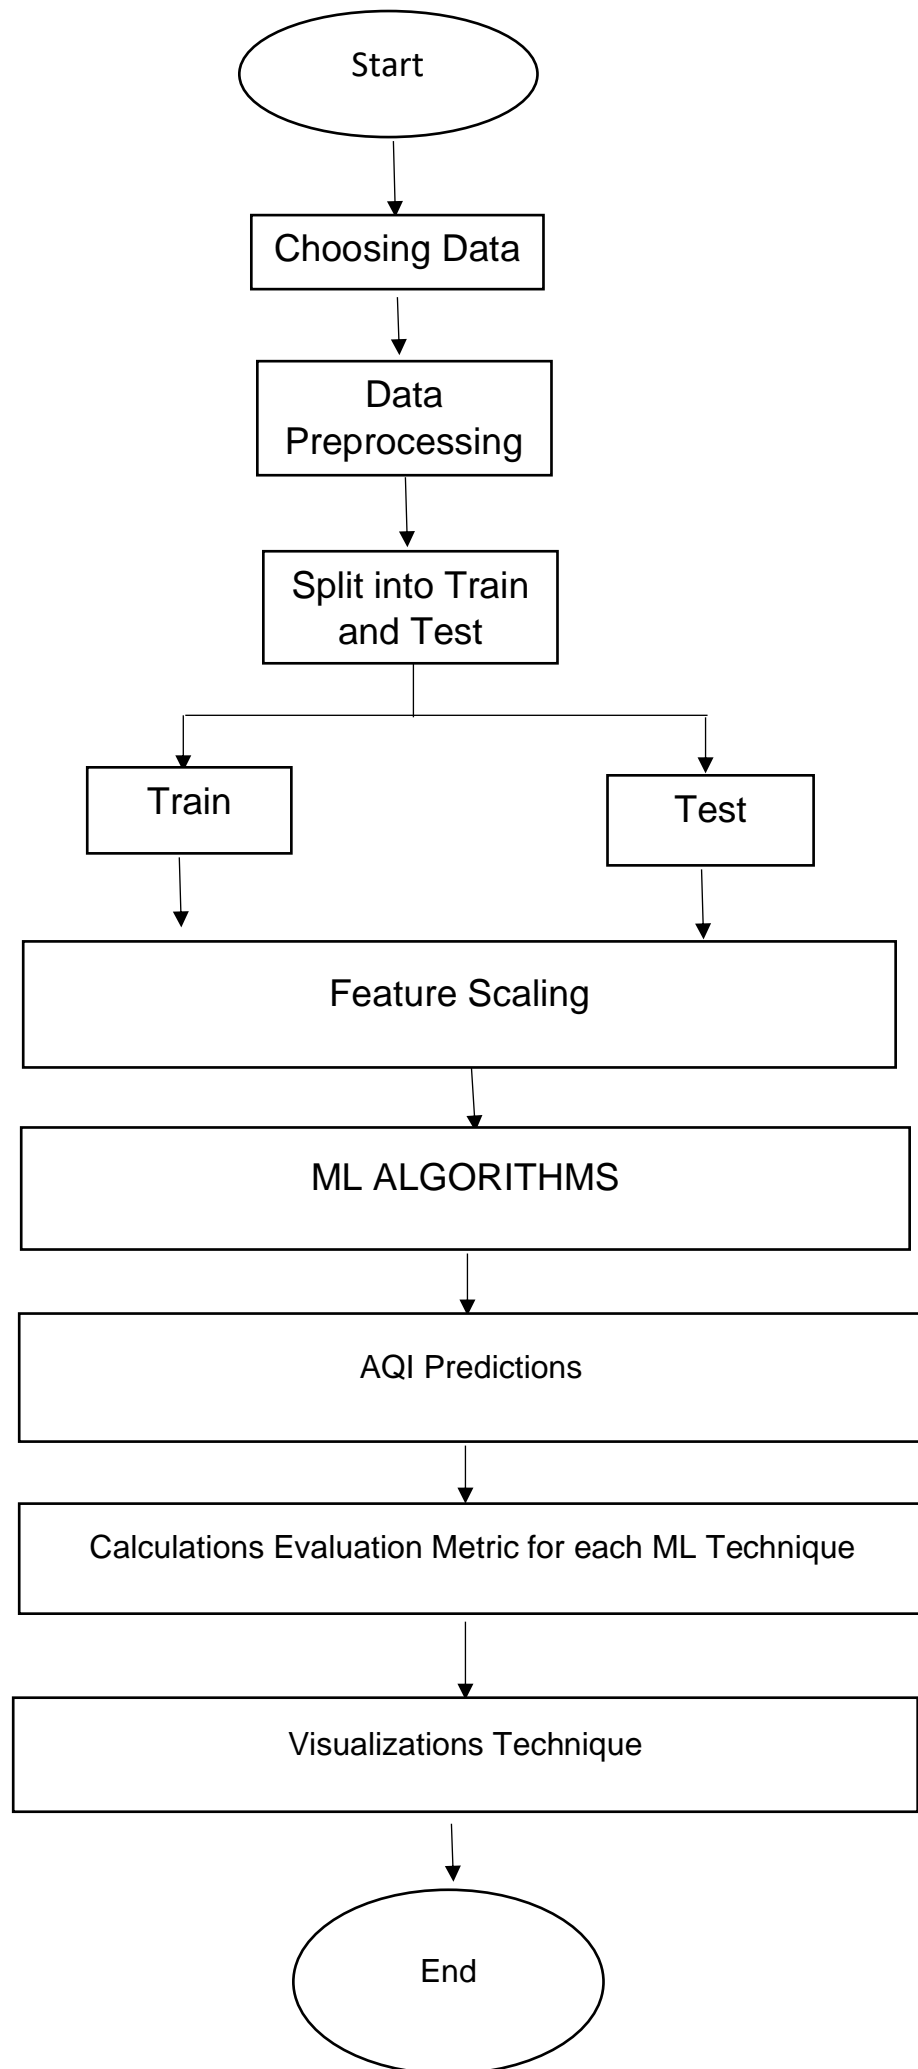 Start
Choosing Data
Data
Preprocessing
Split into Train
and Test
Train
Test
Feature Scaling
ML ALGORITHMS
AQI Predictions
Calculations Evaluation Metric for each ML Technique
Visualizations Technique
End